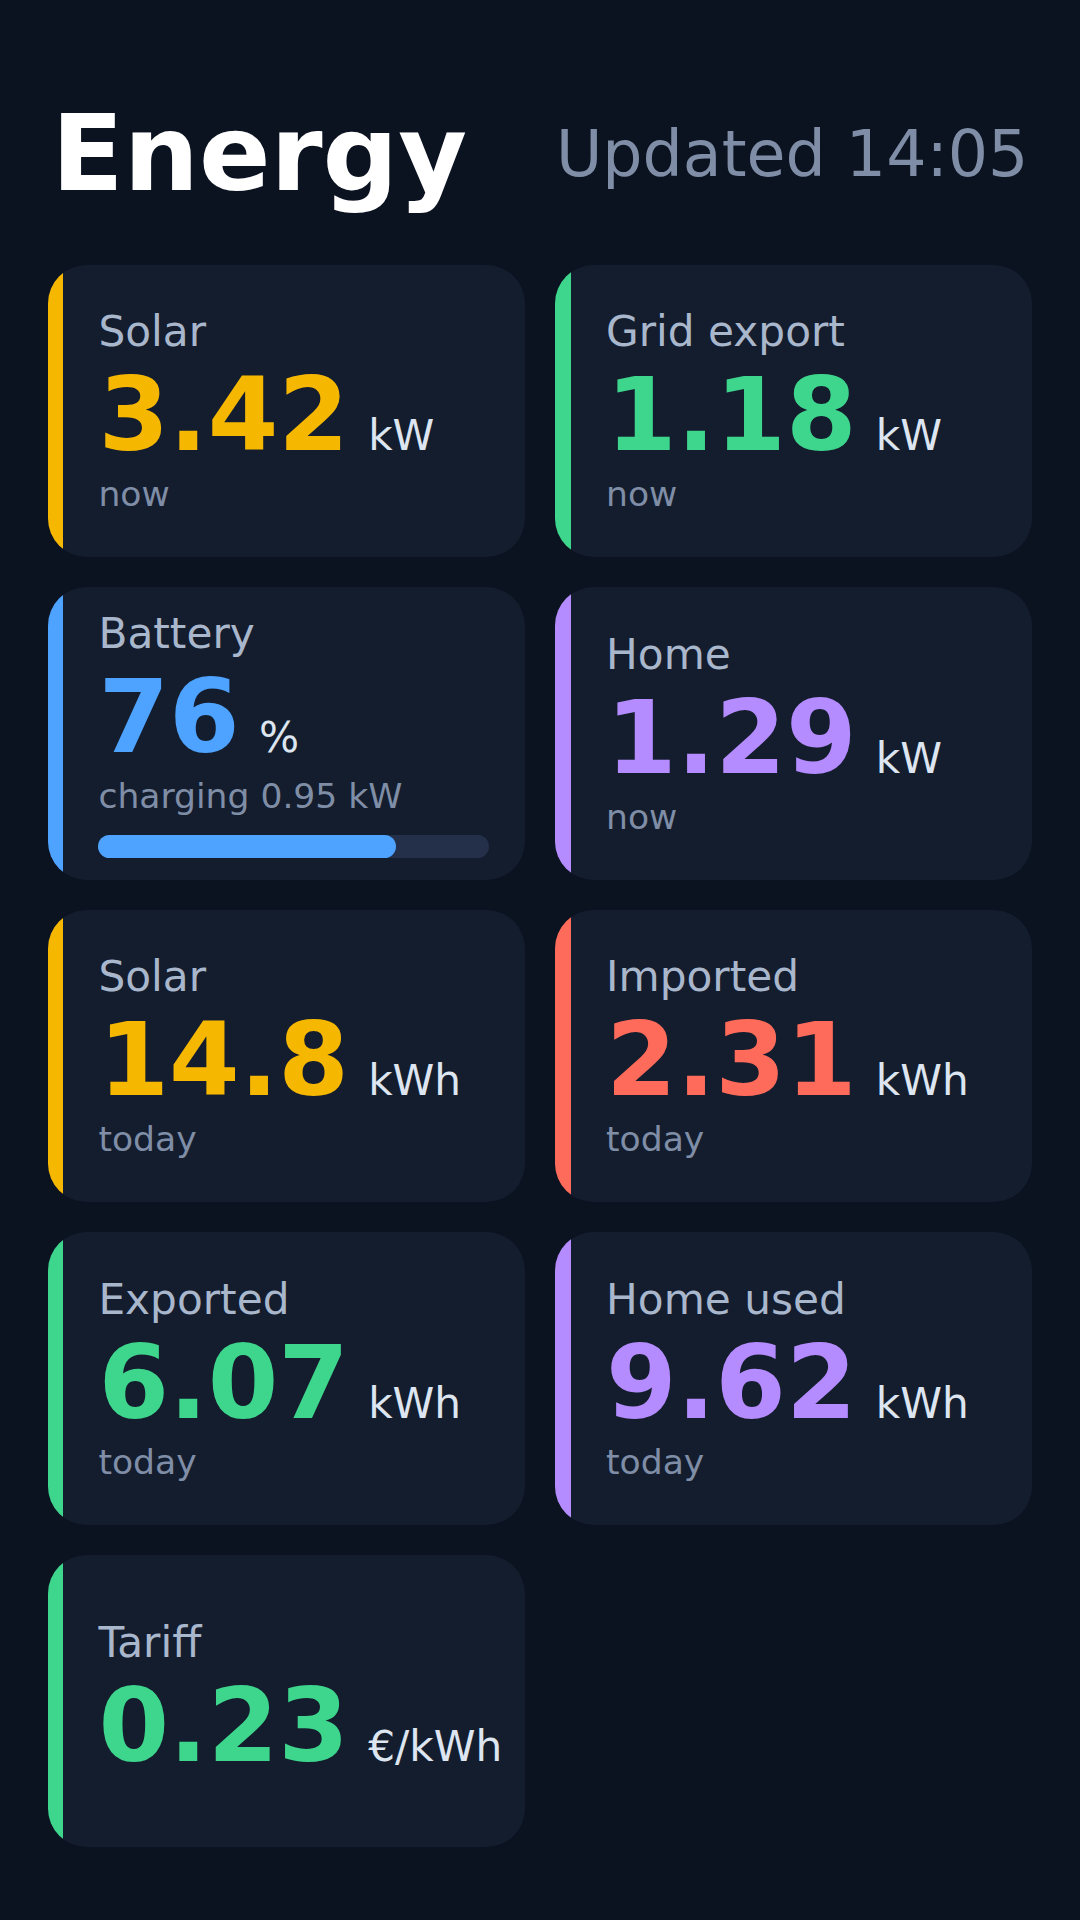 Energy
Updated 14:05
Solar
3.42 kW
now
Grid export
1.18 kW
now
Battery
76 %
charging 0.95 kW
Home
1.29 kW
now
Solar
14.8 kWh
today
Imported
2.31 kWh
today
Exported
6.07 kWh
today
Home used
9.62 kWh
today
Tariff
0.23 €/kWh